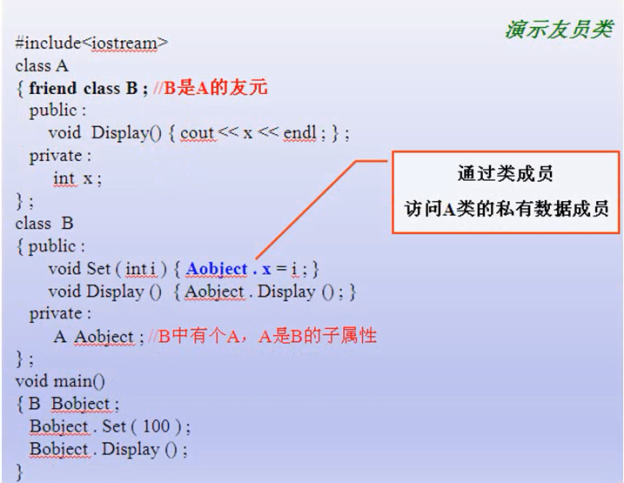 演示友员类
#include<iostream>
class A
{ friend class B ; //B是A的友元
public :
void Display() { cout << x << endl ; } ;
private :
int x ;
} ;
class B
{ public :
void Set ( int i ) { Aobject . x = i ; }
void Display () { Aobject . Display () ; }
private :
A Aobject ; //B中有个A，A是B的子属性
} ;
void main()
{ B Bobject ;
Bobject . Set ( 100 ) ;
Bobject . Display () ;
}
通过类成员
访问A类的私有数据成员